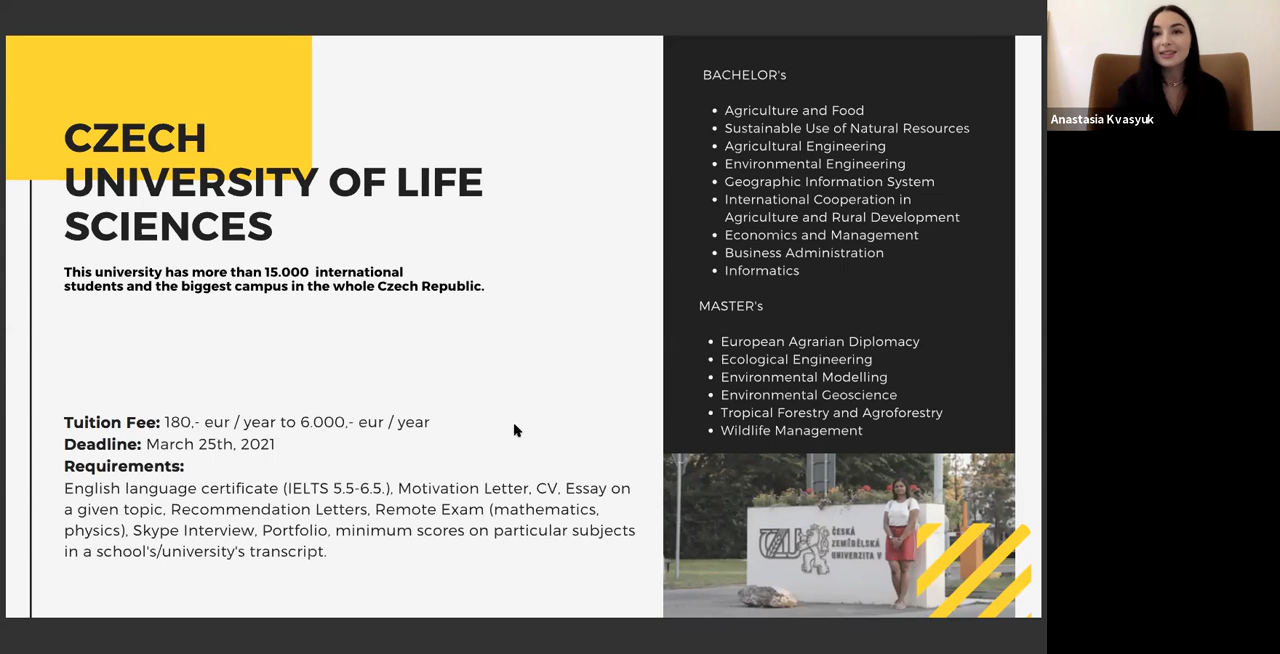 CZECH
UNIVERSITY OF LIFE
SCIENCES
This university has more than 15.000 international
students and the biggest campus in the whole Czech Republic.
Tuition Fee: 180,- eur / year to 6.000,- eur / year
Deadline: March 25th, 2021
Requirements:
English language certificate (IELTS 5.5-6.5.), Motivation Letter, CV, Essay on
a given topic, Recommendation Letters, Remote Exam (mathematics,
physics), Skype Interview, Portfolio, minimum scores on particular subjects
in a school's/university's transcript.
BACHELOR's
• Agriculture and Food
• Sustainable Use of Natural Resources
• Agricultural Engineering
• Environmental Engineering
• Geographic Information System
• International Cooperation in
Agriculture and Rural Development
• Economics and Management
• Business Administration
• Informatics
MASTER's
• European Agrarian Diplomacy
• Ecological Engineering
• Environmental Modelling
• Environmental Geoscience
• Tropical Forestry and Agroforestry
• Wildlife Management
ČESKÁ
ZEMĚDĚLSKÁ
UNIVERZITA V
Anastasia Kvasyuk